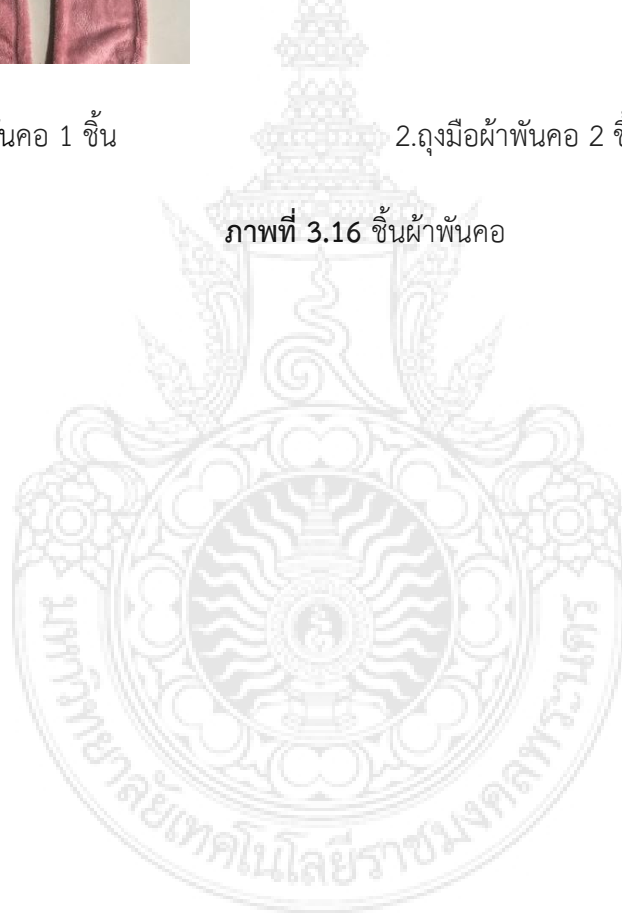 นคอ 1 ชิ้น 2.ถุงมือผ้าพันคอ 2
ภาพที่ 3.16 ชิ้นผ้าพันคอ
มหาวิทยาลัยเทคโนโลยีราชมงคลพระนคร